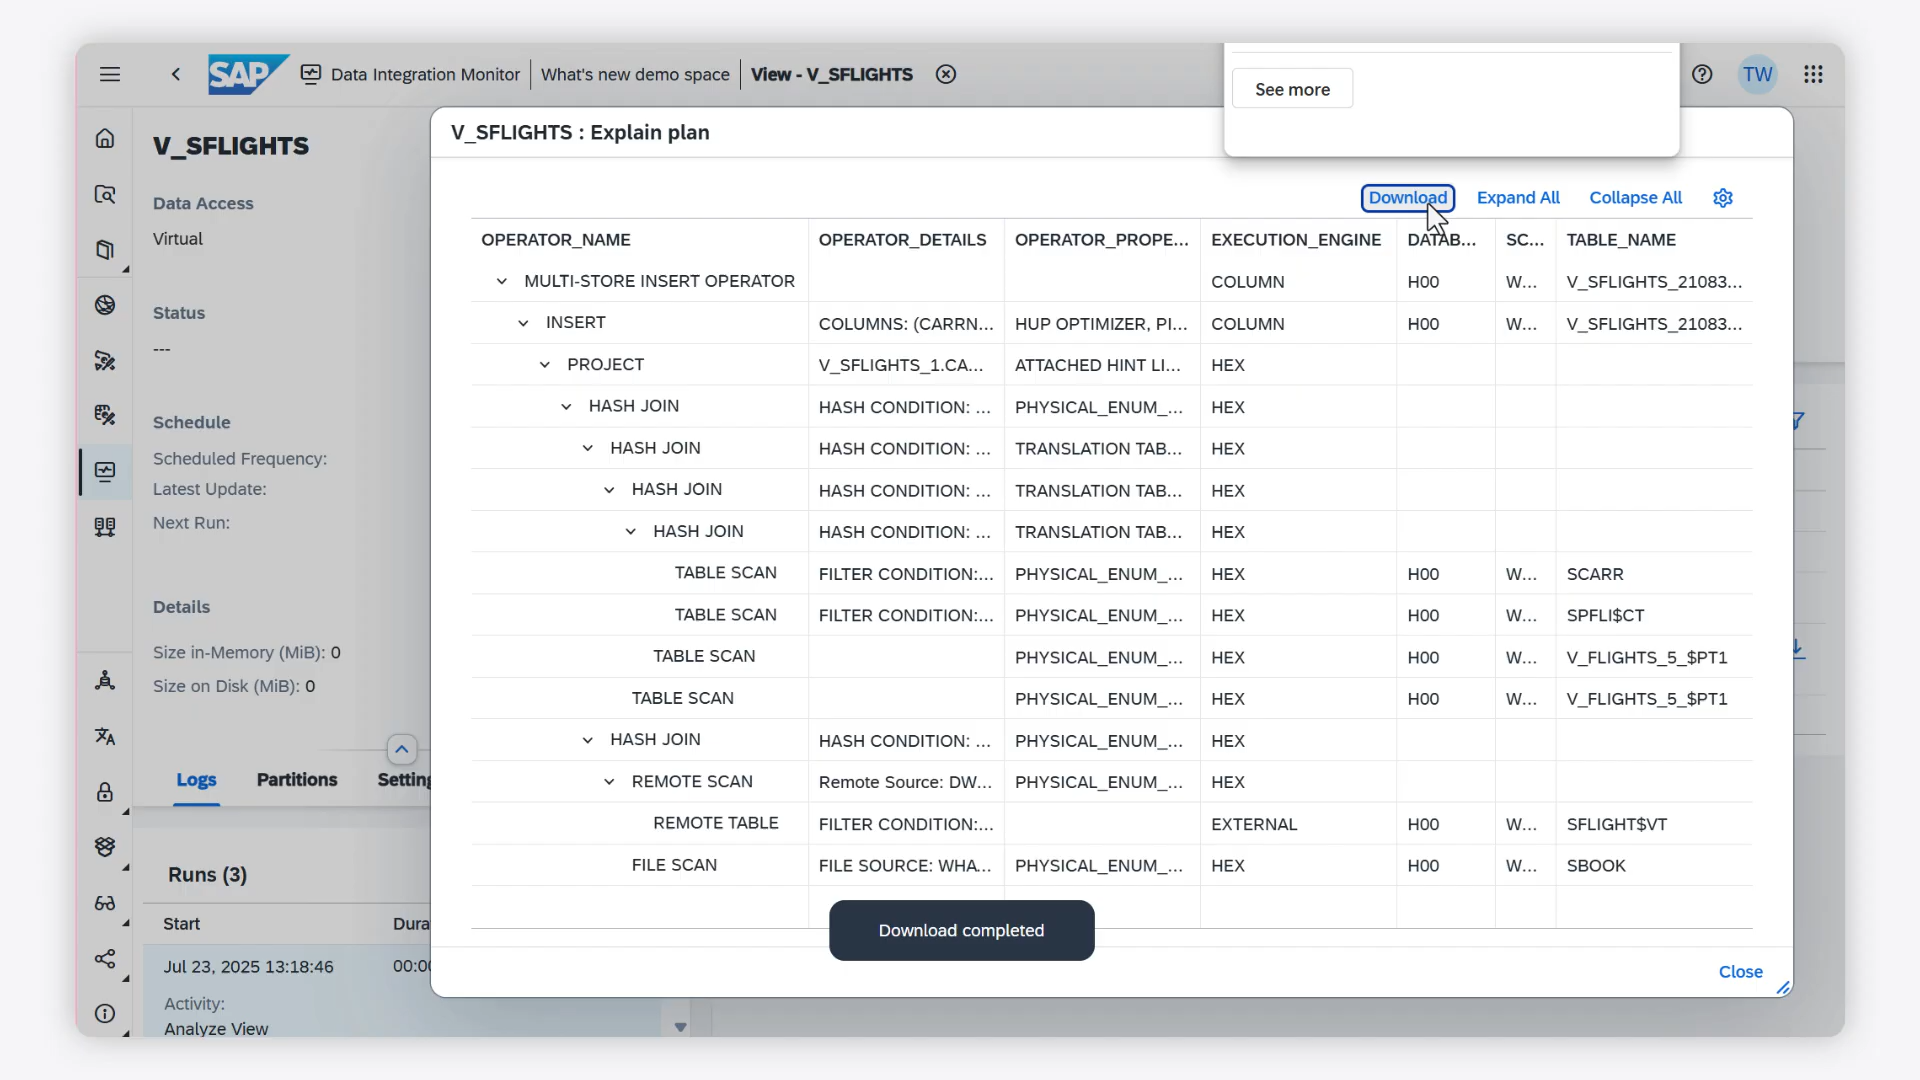 SAP Data Integration Monitor What's new demo space View - V_SFLIGHTS TW
See more
V_SFLIGHTS
Data Access
Virtual
Status
---
Schedule
Scheduled Frequency:
Latest Update:
Next Run:
Details
Size in-Memory (MiB): 0
Size on Disk (MiB): 0
Logs Partitions Setting
Runs (3)
Start Dura
Jul 23, 2025 13:18:46 00:0
Activity:
Analyze View
V_SFLIGHTS : Explain plan
Download Expand All Collapse All
OPERATOR_NAME OPERATOR_DETAILS OPERATOR_PROPE... EXECUTION_ENGINE DATAB... SC... TABLE_NAME
MULTI-STORE INSERT OPERATOR COLUMN H00 W... V_SFLIGHTS_21083...
INSERT COLUMNS: (CARRN... HUP OPTIMIZER, PI... COLUMN H00 W... V_SFLIGHTS_21083...
PROJECT V_SFLIGHTS_1.CA... ATTACHED HINT LI... HEX
HASH JOIN HASH CONDITION: ... PHYSICAL_ENUM_... HEX
HASH JOIN HASH CONDITION: ... TRANSLATION TAB... HEX
HASH JOIN HASH CONDITION: ... TRANSLATION TAB... HEX
HASH JOIN HASH CONDITION: ... TRANSLATION TAB... HEX
TABLE SCAN FILTER CONDITION:... PHYSICAL_ENUM_... HEX H00 W... SCARR
TABLE SCAN FILTER CONDITION:... PHYSICAL_ENUM_... HEX H00 W... SPFLI$CT
TABLE SCAN PHYSICAL_ENUM_... HEX H00 W... V_FLIGHTS_5_$PT1
TABLE SCAN PHYSICAL_ENUM_... HEX H00 W... V_FLIGHTS_5_$PT1
HASH JOIN HASH CONDITION: ... PHYSICAL_ENUM_... HEX
REMOTE SCAN Remote Source: DW... PHYSICAL_ENUM_... HEX
REMOTE TABLE FILTER CONDITION:... EXTERNAL H00 W... SFLIGHT$VT
FILE SCAN FILE SOURCE: WHA... PHYSICAL_ENUM_... HEX H00 W... SBOOK
Download completed
Close